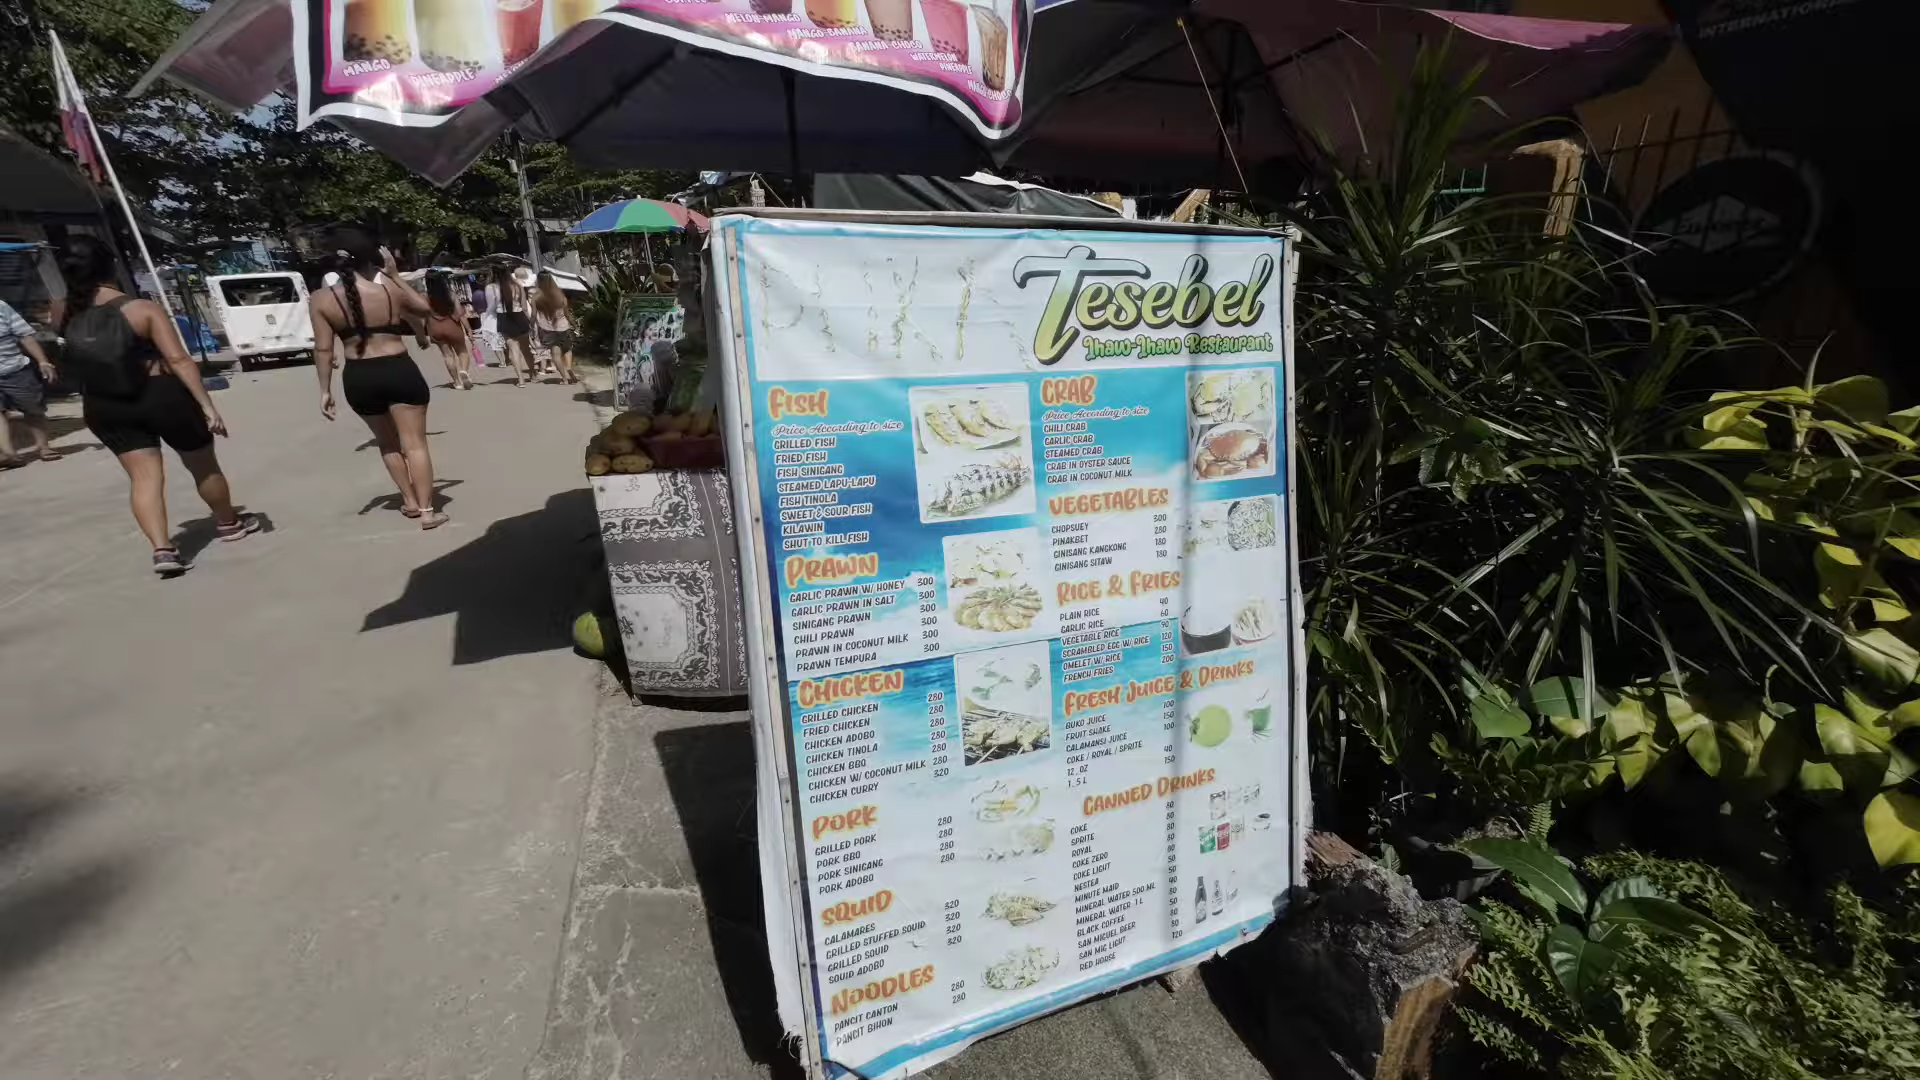 MANGO
PINEAPPLE
MELON-MANGO
MANGO-BANANA
BANANA-CHOCO
WATERMELON
PINEAPPLE
MANGO-CHOCO
INTERNATIONAL
Tesebel
Ihaw-Ihaw Restaurant
FISH
Price According to size
GRILLED FISH
FRIED FISH
FISH SINIGANG
STEAMED LAPU-LAPU
FISH TINOLA
SWEET & SOUR FISH
KILAWIN
SHUT TO KILL FISH
PRAWN
GARLIC PRAWN W/ HONEY 300
GARLIC PRAWN IN SALT 300
SINIGANG PRAWN 300
CHILI PRAWN 300
PRAWN IN COCONUT MILK 300
PRAWN TEMPURA 300
CHICKEN
GRILLED CHICKEN 280
FRIED CHICKEN 280
CHICKEN ADOBO 280
CHICKEN TINOLA 280
CHICKEN BBQ 280
CHICKEN W/ COCONUT MILK 280
CHICKEN CURRY 320
PORK
GRILLED PORK 280
PORK BBQ 280
PORK SINIGANG 280
PORK ADOBO 280
SQUID
CALAMARES 320
GRILLED STUFFED SQUID 320
GRILLED SQUID 320
SQUID ADOBO 320
NOODLES
PANCIT CANTON 280
PANCIT BIHON 280
CRAB
Price According to size
CHILI CRAB
GARLIC CRAB
STEAMED CRAB
CRAB IN OYSTER SAUCE
CRAB IN COCONUT MILK
VEGETABLES
CHOPSUEY 300
PINAKBET 280
GINISANG KANGKONG 180
GINISANG SITAW 180
RICE & FRIES
PLAIN RICE 40
GARLIC RICE 60
VEGETABLE RICE 90
SCRAMBLED EGG W/ RICE 120
OMELET W/ RICE 150
FRENCH FRIES 200
FRESH JUICE & DRINKS
BUKO JUICE 100
FRUIT SHAKE 150
CALAMANSI JUICE 100
COKE / ROYAL / SPRITE
12. OZ 40
1.5 L 150
CANNED DRINKS
COKE 80
SPRITE 80
ROYAL 80
COKE ZERO
COKE LIGHT
NESTEA
MINUTE MAID
MINERAL WATER 500 ML
MINERAL WATER 1 L
BLACK COFFEE
SAN MIGUEL BEER
SAN MIG LIGHT
RED HORSE 120